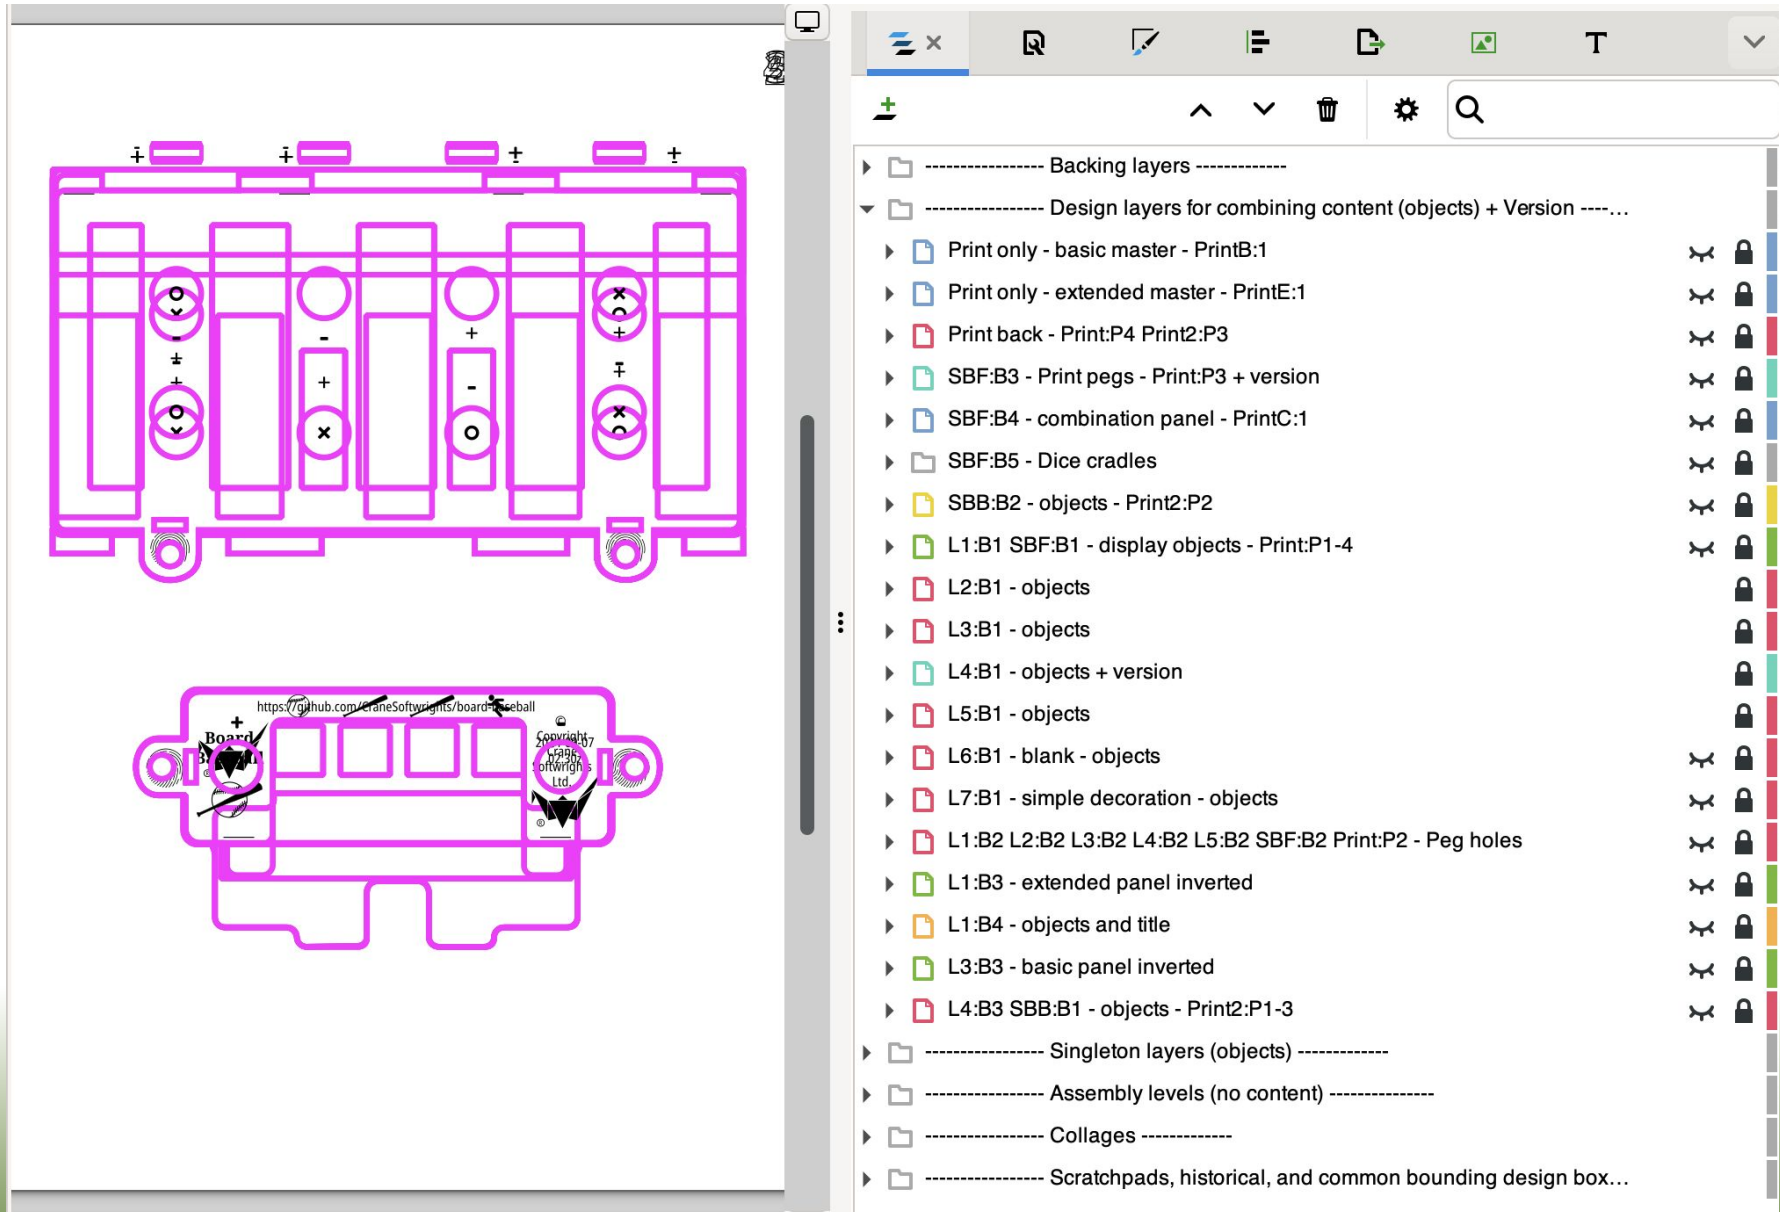 https://github.com/CraneSoftwrights/board-baseball
Board
©
Copyright
Crane
Softwrights
Ltd.
®
®
----------------- Backing layers -------------
----------------- Design layers for combining content (objects) + Version ----...
Print only - basic master - PrintB:1
Print only - extended master - PrintE:1
Print back - Print:P4 Print2:P3
SBF:B3 - Print pegs - Print:P3 + version
SBF:B4 - combination panel - PrintC:1
SBF:B5 - Dice cradles
SBB:B2 - objects - Print2:P2
L1:B1 SBF:B1 - display objects - Print:P1-4
L2:B1 - objects
L3:B1 - objects
L4:B1 - objects + version
L5:B1 - objects
L6:B1 - blank - objects
L7:B1 - simple decoration - objects
L1:B2 L2:B2 L3:B2 L4:B2 L5:B2 SBF:B2 Print:P2 - Peg holes
L1:B3 - extended panel inverted
L1:B4 - objects and title
L3:B3 - basic panel inverted
L4:B3 SBB:B1 - objects - Print2:P1-3
----------------- Singleton layers (objects) -------------
----------------- Assembly levels (no content) ---------------
----------------- Collages -------------
----------------- Scratchpads, historical, and common bounding design box...